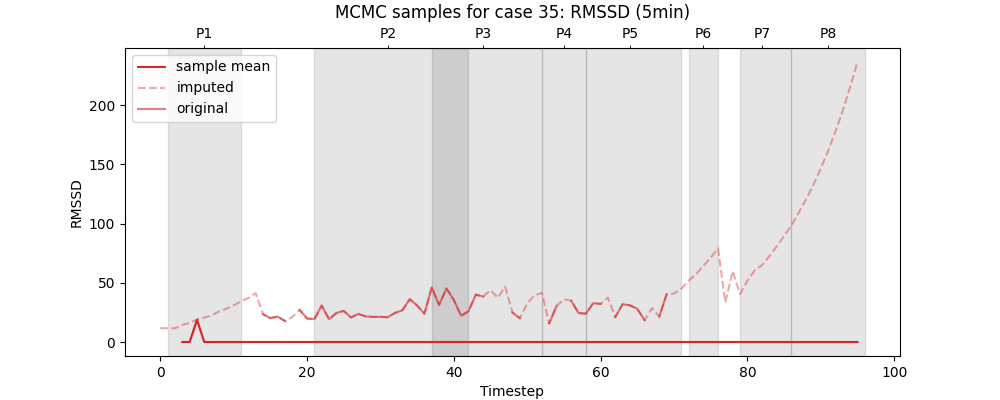 MCMC samples for case 35: RMSSD (5min)
P1 P2 P3 P4 P5 P6 P7 P8
sample mean
imputed
original
RMSSD
200
150
100
50
0
0 20 40 60 80 100
Timestep